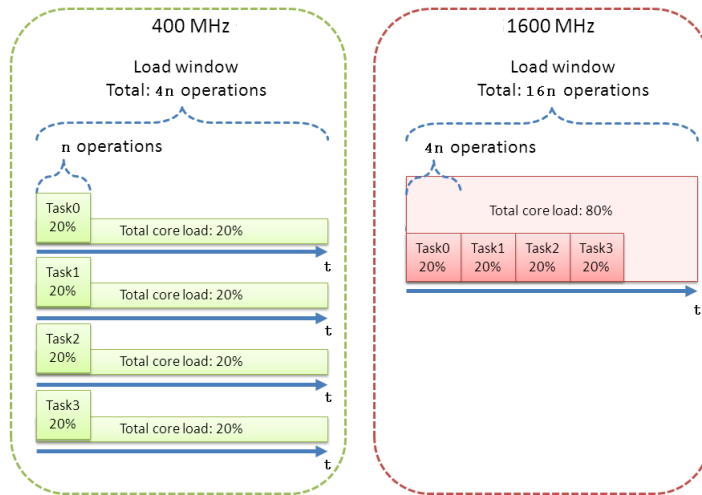 400 MHz
Load window
Total: 4n operations
n operations
Task0
20%
Total core load: 20%
t
Task1
20%
Total core load: 20%
t
Task2
20%
Total core load: 20%
t
Task3
20%
Total core load: 20%
t
1600 MHz
Load window
Total: 16n operations
4n operations
Total core load: 80%
Task0 Task1 Task2 Task3
20% 20% 20% 20%
t